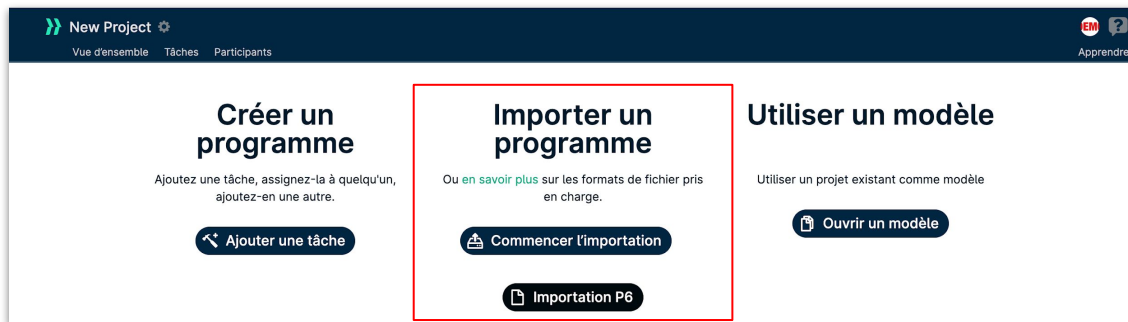 New Project
EM
?
Vue d'ensemble Tâches Participants
Apprendre
Créer un
programme
Ajoutez une tâche, assignez-la à quelqu'un,
ajoutez-en une autre.
Ajouter une tâche
Importer un
programme
Ou en savoir plus sur les formats de fichier pris
en charge.
Commencer l'importation
Importation P6
Utiliser un modèle
Utiliser un projet existant comme modèle
Ouvrir un modèle